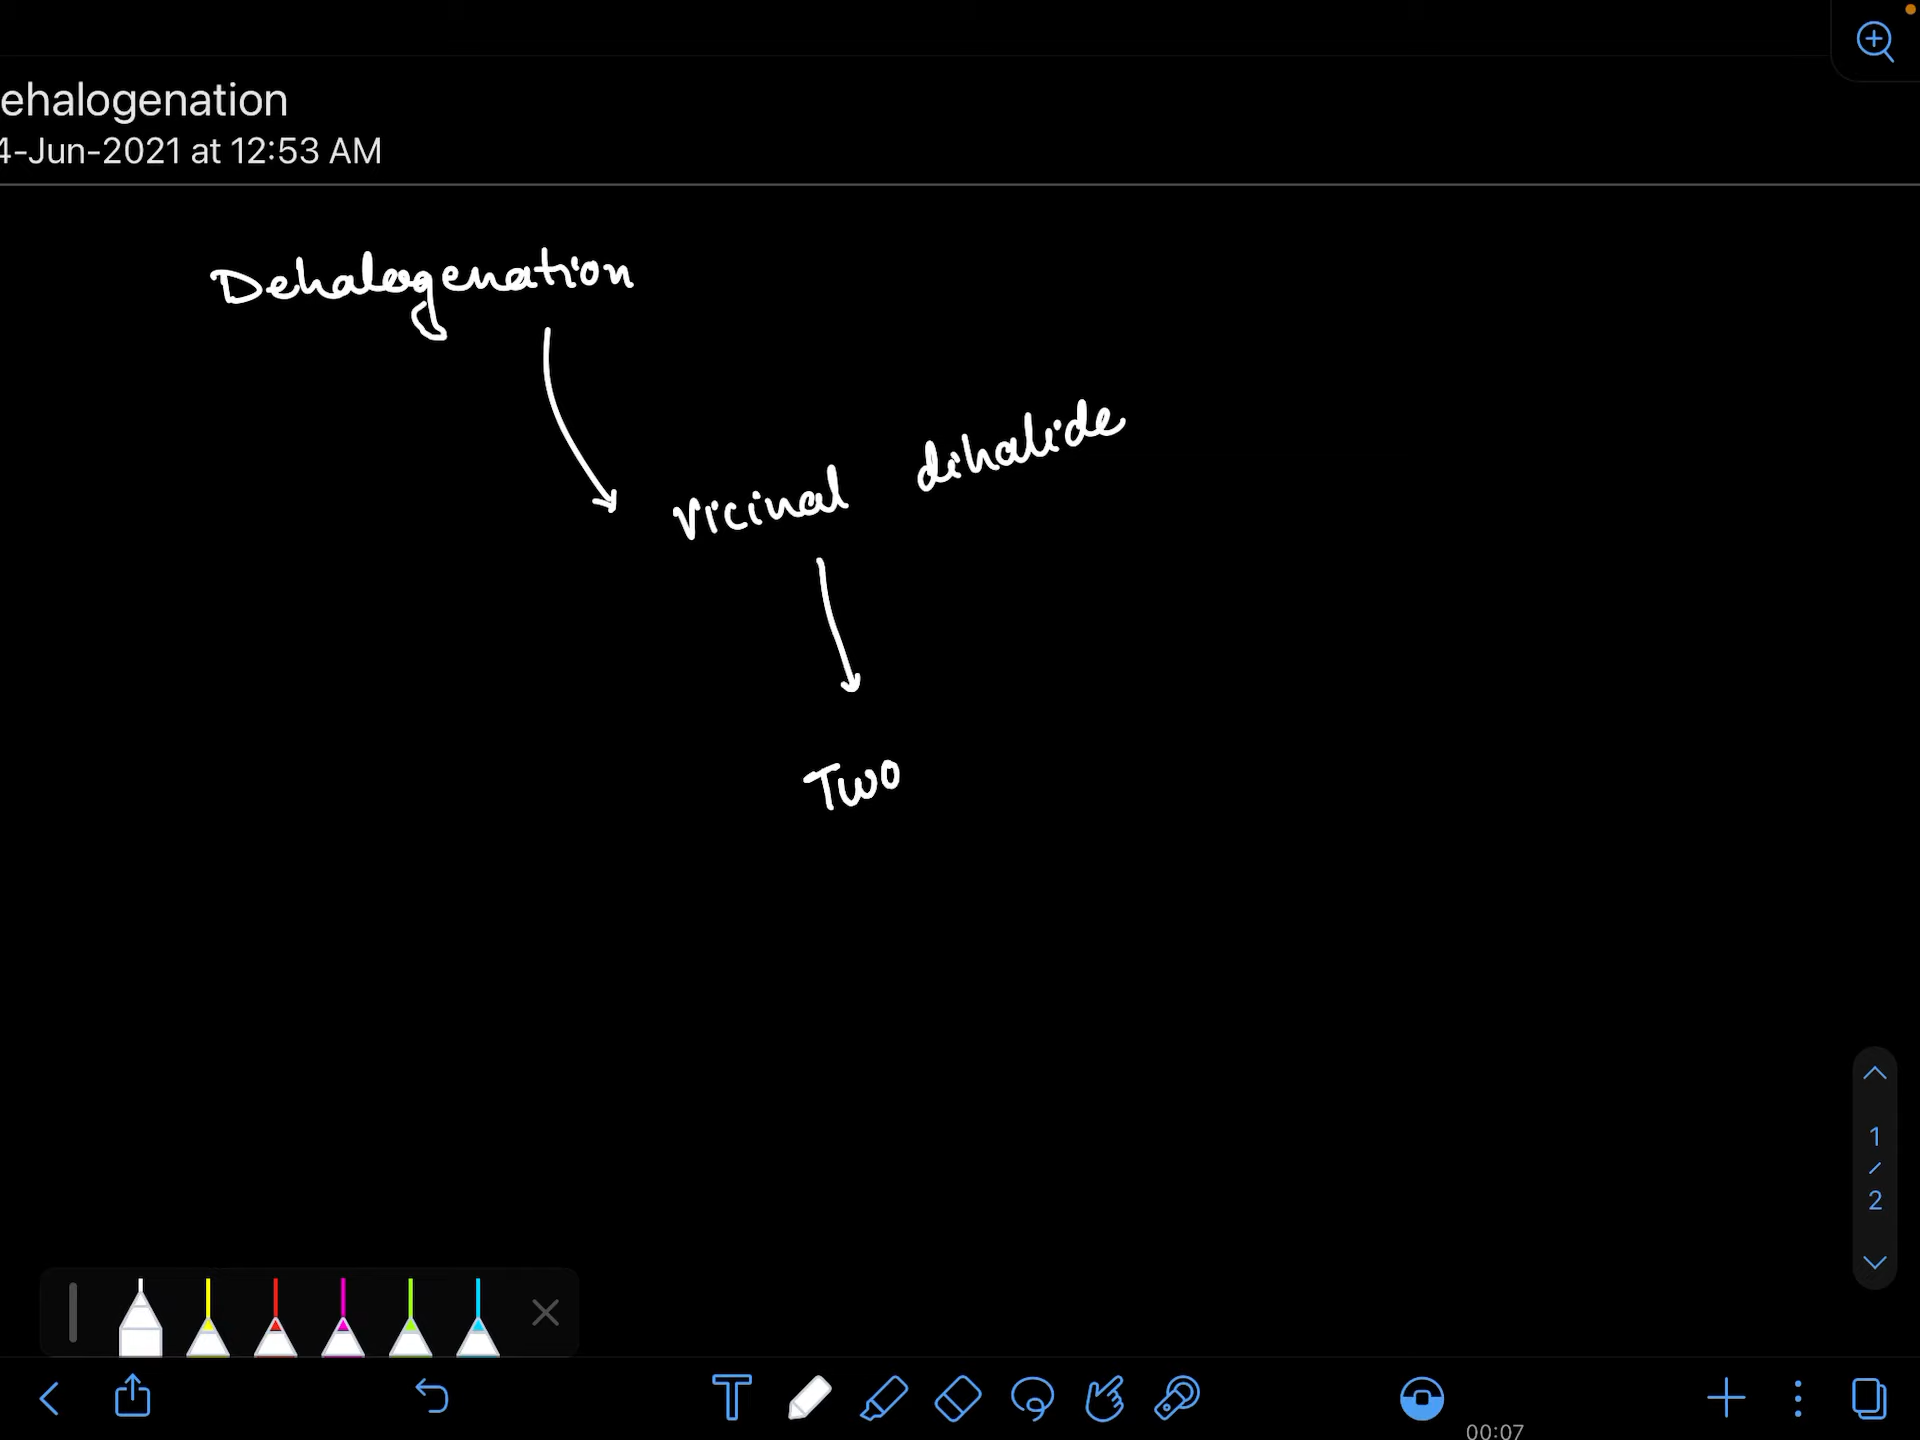 ehalogenation
4-Jun-2021 at 12:53 AM
Dehalogenation
vicinal dihalide
Two
1
/
2
00:07